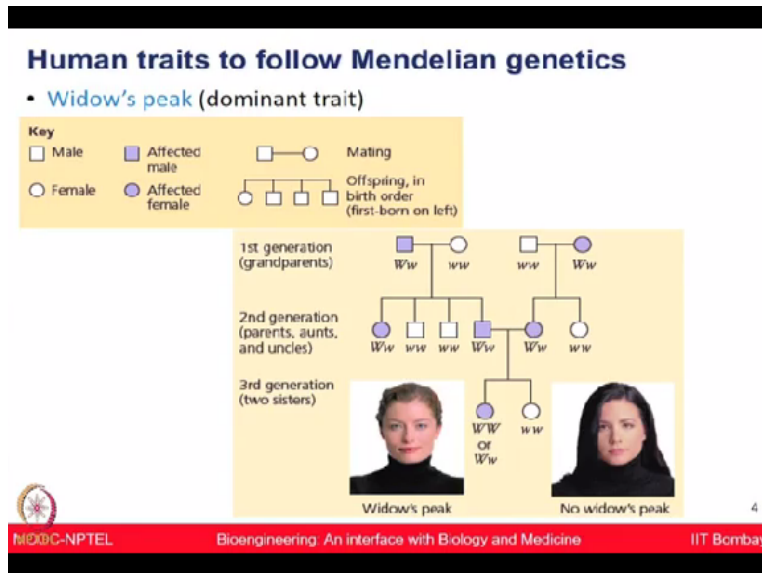 Human traits to follow Mendelian genetics
• Widow's peak (dominant trait)
Key
Male
Affected
male
Mating
Female
Affected
female
Offspring, in
birth order
(first-born on left)
1st generation
(grandparents)
Ww ww ww Ww
2nd generation
(parents, aunts,
and uncles)
Ww ww ww Ww Ww ww
3rd generation
(two sisters)
WW
or
Ww
ww
Widow's peak No widow's peak
4
MOOC-NPTEL Bioengineering: An interface with Biology and Medicine IIT Bombay